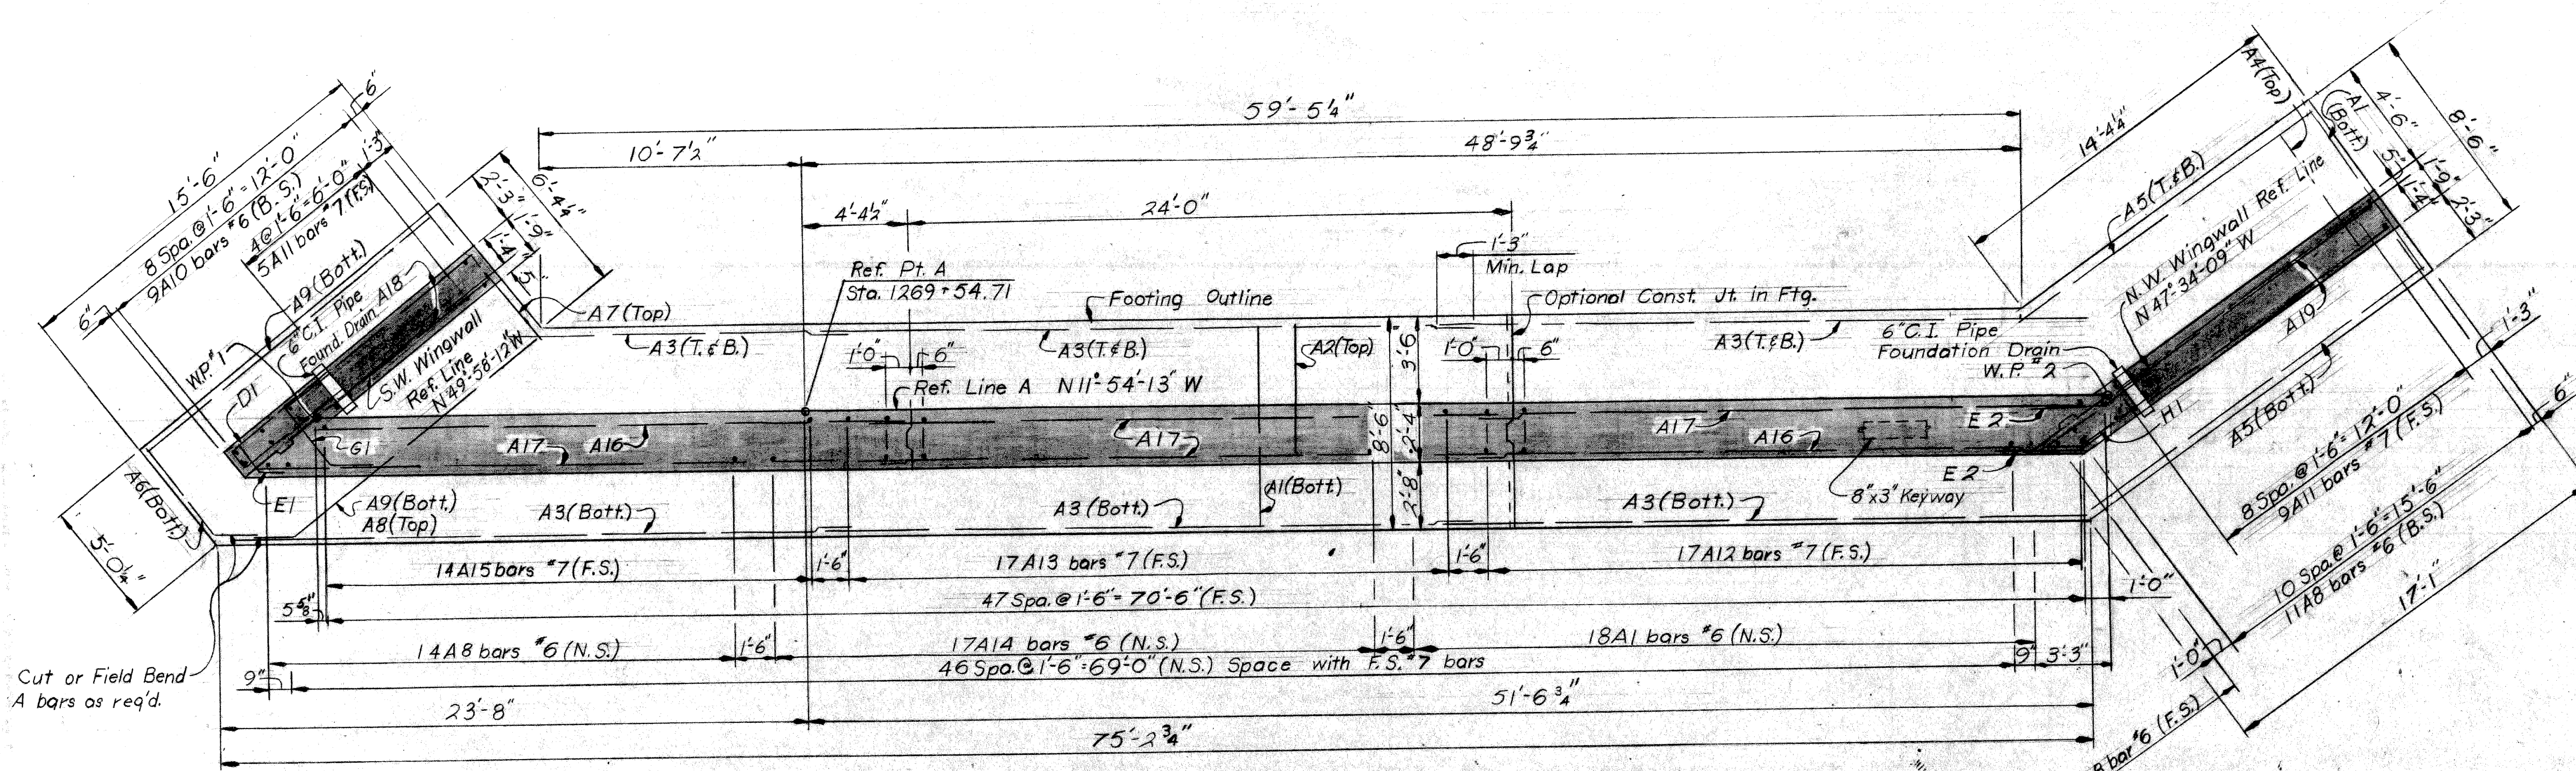 59'-5¼"
10'-7½"
48'-9¾"
4'-4½"
24'-0"
1'-3"
Min. Lap
15'-6"
6"
8 Spa. @ 1'-6" = 12'-0"
9A10 bars #6 (B.S.)
4 @ 1'-6" = 6'-0"
5A11 bars #7 (F.S.)
1'-3"
6"
2'-3"
6'-4¼"
1'-9"
1'-4"
5"
A9 (Bott.)
6" C.I. Pipe
Found. Drain
A18
W.P. #1
D1
S.W. Wingwall
Ref. Line
N49°-58'-12"W
A7 (Top)
A3 (T. & B.)
Ref. Pt. A
Sta. 1269+54.71
Footing Outline
A3 (T. & B.)
1'-0"
6"
Ref. Line A N11°-54'-13" W
A2 (Top)
3'-6"
8'-6"
2'-4"
2'-8"
1'-0"
6"
Optional Const. Jt. in Ftg.
A3 (T. & B.)
6" C.I. Pipe
Foundation Drain
W.P. #2
14'-4¼"
A4 (Top)
A1
(Bott.)
4'-6"
8'-6"
5"
1'-9"
1'-4"
2'-3"
A5 (T. & B.)
N.W. Wingwall Ref. Line
N47°-34'-09" W
A19
1'-3"
6"
H1
A5 (Bott.)
G1
A17
A16
A17
A17
A16
E2
E2
8"x3" Keyway
E1
A6 (Bott.)
5'-0¼"
A9 (Bott.)
A8 (Top)
A3 (Bott.)
A3 (Bott.)
A1 (Bott.)
A3 (Bott.)
14A15 bars #7 (F.S.)
1'-6"
17A13 bars #7 (F.S.)
1'-6"
17A12 bars #7 (F.S.)
5⅝"
47 Spa. @ 1'-6" = 70'-6" (F.S.)
1'-0"
14A8 bars #6 (N.S.)
1'-6"
17A14 bars #6 (N.S.)
1'-6"
18A1 bars #6 (N.S.)
9"
46 Spa. @ 1'-6" = 69'-0" (N.S.) Space with F.S. #7 bars
9"
3'-3"
Cut or Field Bend
A bars as req'd.
23'-8"
51'-6¾"
75'-2¾"
8 Spa. @ 1'-6" = 12'-0"
9A11 bars #7 (F.S.)
10 Spa. @ 1'-6" = 15'-6"
11A8 bars #6 (B.S.)
17'-1"
1'-0"
bar #6 (F.S.)